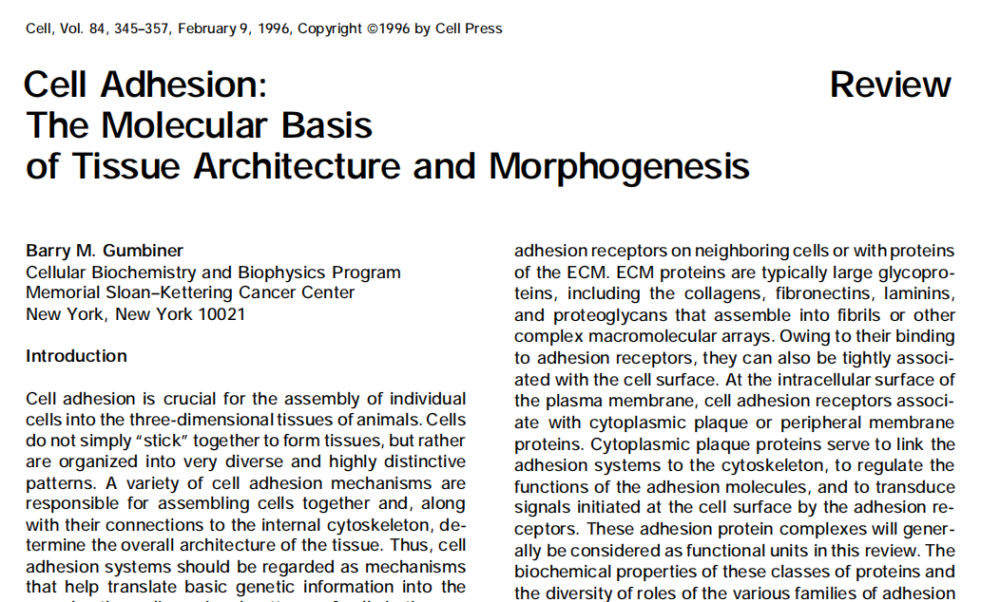 Cell, Vol. 84, 345–357, February 9, 1996, Copyright ©1996 by Cell Press
Cell Adhesion:
The Molecular Basis
of Tissue Architecture and Morphogenesis
Review
Barry M. Gumbiner
Cellular Biochemistry and Biophysics Program
Memorial Sloan–Kettering Cancer Center
New York, New York 10021
Introduction
Cell adhesion is crucial for the assembly of individual
cells into the three-dimensional tissues of animals. Cells
do not simply “stick” together to form tissues, but rather
are organized into very diverse and highly distinctive
patterns. A variety of cell adhesion mechanisms are
responsible for assembling cells together and, along
with their connections to the internal cytoskeleton, de-
termine the overall architecture of the tissue. Thus, cell
adhesion systems should be regarded as mechanisms
that help translate basic genetic information into the
adhesion receptors on neighboring cells or with proteins
of the ECM. ECM proteins are typically large glycopro-
teins, including the collagens, fibronectins, laminins,
and proteoglycans that assemble into fibrils or other
complex macromolecular arrays. Owing to their binding
to adhesion receptors, they can also be tightly associ-
ated with the cell surface. At the intracellular surface of
the plasma membrane, cell adhesion receptors associ-
ate with cytoplasmic plaque or peripheral membrane
proteins. Cytoplasmic plaque proteins serve to link the
adhesion systems to the cytoskeleton, to regulate the
functions of the adhesion molecules, and to transduce
signals initiated at the cell surface by the adhesion re-
ceptors. These adhesion protein complexes will gener-
ally be considered as functional units in this review. The
biochemical properties of these classes of proteins and
the diversity of roles of the various families of adhesion